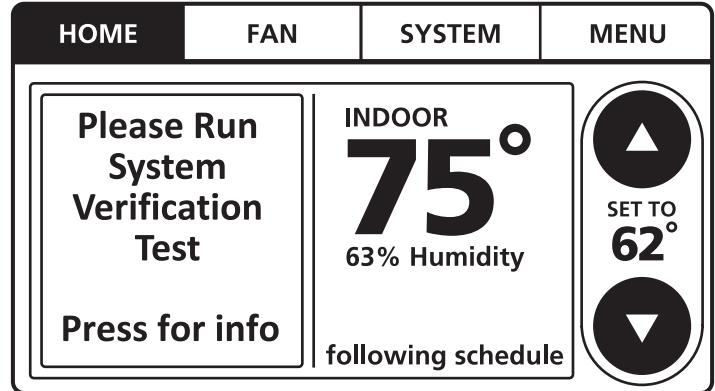 HOME FAN SYSTEM MENU
Please Run
System
Verification
Test
Press for info
INDOOR
75°
63% Humidity
following schedule
SET TO
62°